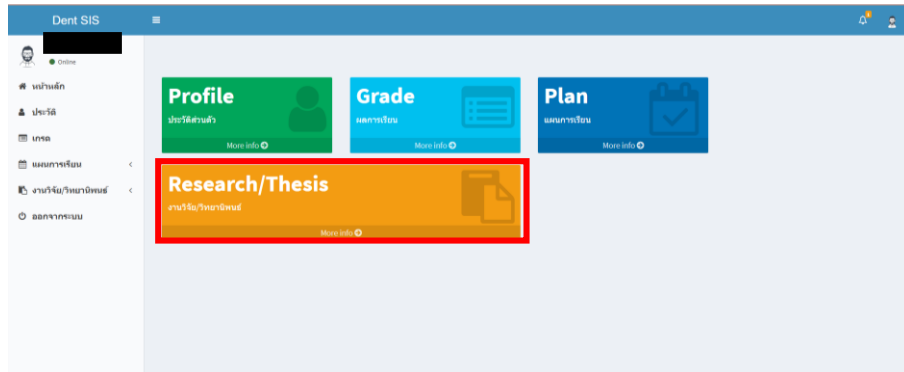 Dent SIS
Online
หน้าหลัก
ประวัติ
เกรด
แผนการเรียน
งานวิจัย/วิทยานิพนธ์
ออกจากระบบ
Profile
ประวัติส่วนตัว
More info
Grade
ผลการเรียน
More info
Plan
แผนการเรียน
More info
Research/Thesis
งานวิจัย/วิทยานิพนธ์
More info